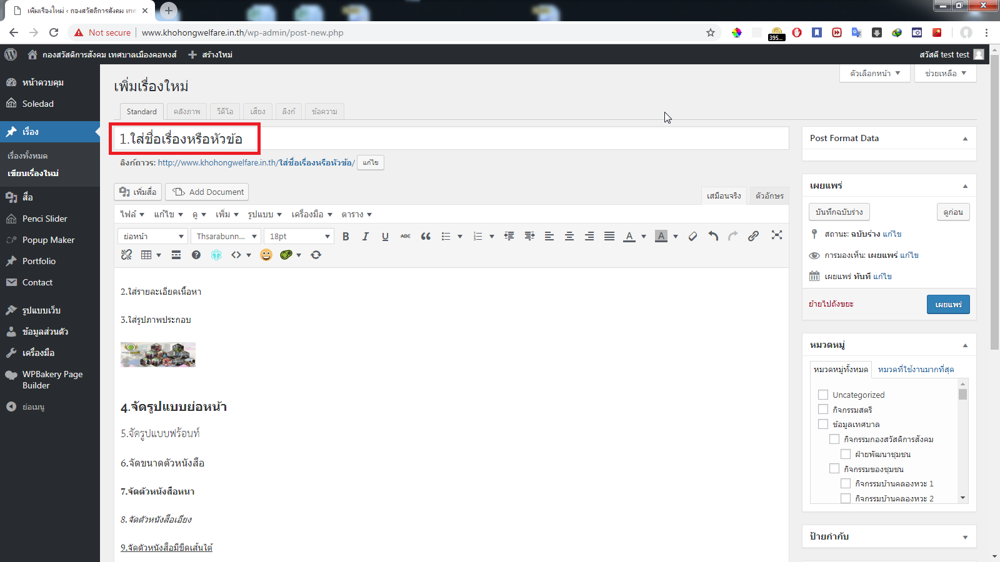 เพิ่มเรื่องใหม่ ‹ กองสวัสดิการสังคม เทศ
Not secure
www.khohongwelfare.in.th/wp-admin/post-new.php
395...
กองสวัสดิการสังคม เทศบาลเมืองคอหงส์
สร้างใหม่
สวัสดี test test
หน้าควบคุม
Soledad
เรื่อง
เรื่องทั้งหมด
เขียนเรื่องใหม่
สื่อ
Penci Slider
Popup Maker
Portfolio
Contact
รูปแบบเว็บ
ข้อมูลส่วนตัว
เครื่องมือ
WPBakery Page
Builder
ย่อเมนู
ตัวเลือกหน้า
ช่วยเหลือ
เพิ่มเรื่องใหม่
Standard
คลังภาพ
วีดีโอ
เสียง
ลิงก์
ข้อความ
1.ใส่ชื่อเรื่องหรือหัวข้อ
ลิงก์ถาวร: http://www.khohongwelfare.in.th/ใส่ชื่อเรื่องหรือหัวข้อ/
แก้ไข
เพิ่มสื่อ
Add Document
เสมือนจริง
ตัวอักษร
ไฟล์
แก้ไข
ดู
เพิ่ม
รูปแบบ
เครื่องมือ
ตาราง
ย่อหน้า
Thsarabunn...
18pt
B
I
U
ABC
A
A
2.ใส่รายละเอียดเนื้อหา
3.ใส่รูปภาพประกอบ
4.จัดรูปแบบย่อหน้า
5.จัดรูปแบบฟร้อนท์
6.จัดขนาดตัวหนังสือ
7.จัดตัวหนังสือหนา
8.จัดตัวหนังสือเอียง
9.จัดตัวหนังสือมีขีดเส้นใต้
Post Format Data
เผยแพร่
บันทึกฉบับร่าง
ดูก่อน
สถานะ: ฉบับร่าง แก้ไข
การมองเห็น: เผยแพร่ แก้ไข
เผยแพร่ ทันที แก้ไข
ย้ายไปถังขยะ
เผยแพร่
หมวดหมู่
หมวดหมู่ทั้งหมด
หมวดที่ใช้งานมากที่สุด
Uncategorized
กิจกรรมสตรี
ข้อมูลเทศบาล
กิจกรรมกองสวัสดิการสังคม
ฝ่ายพัฒนาชุมชน
กิจกรรมของชุมชน
กิจกรรมบ้านคลองหวะ 1
กิจกรรมบ้านคลองหวะ 2
ป้ายกำกับ